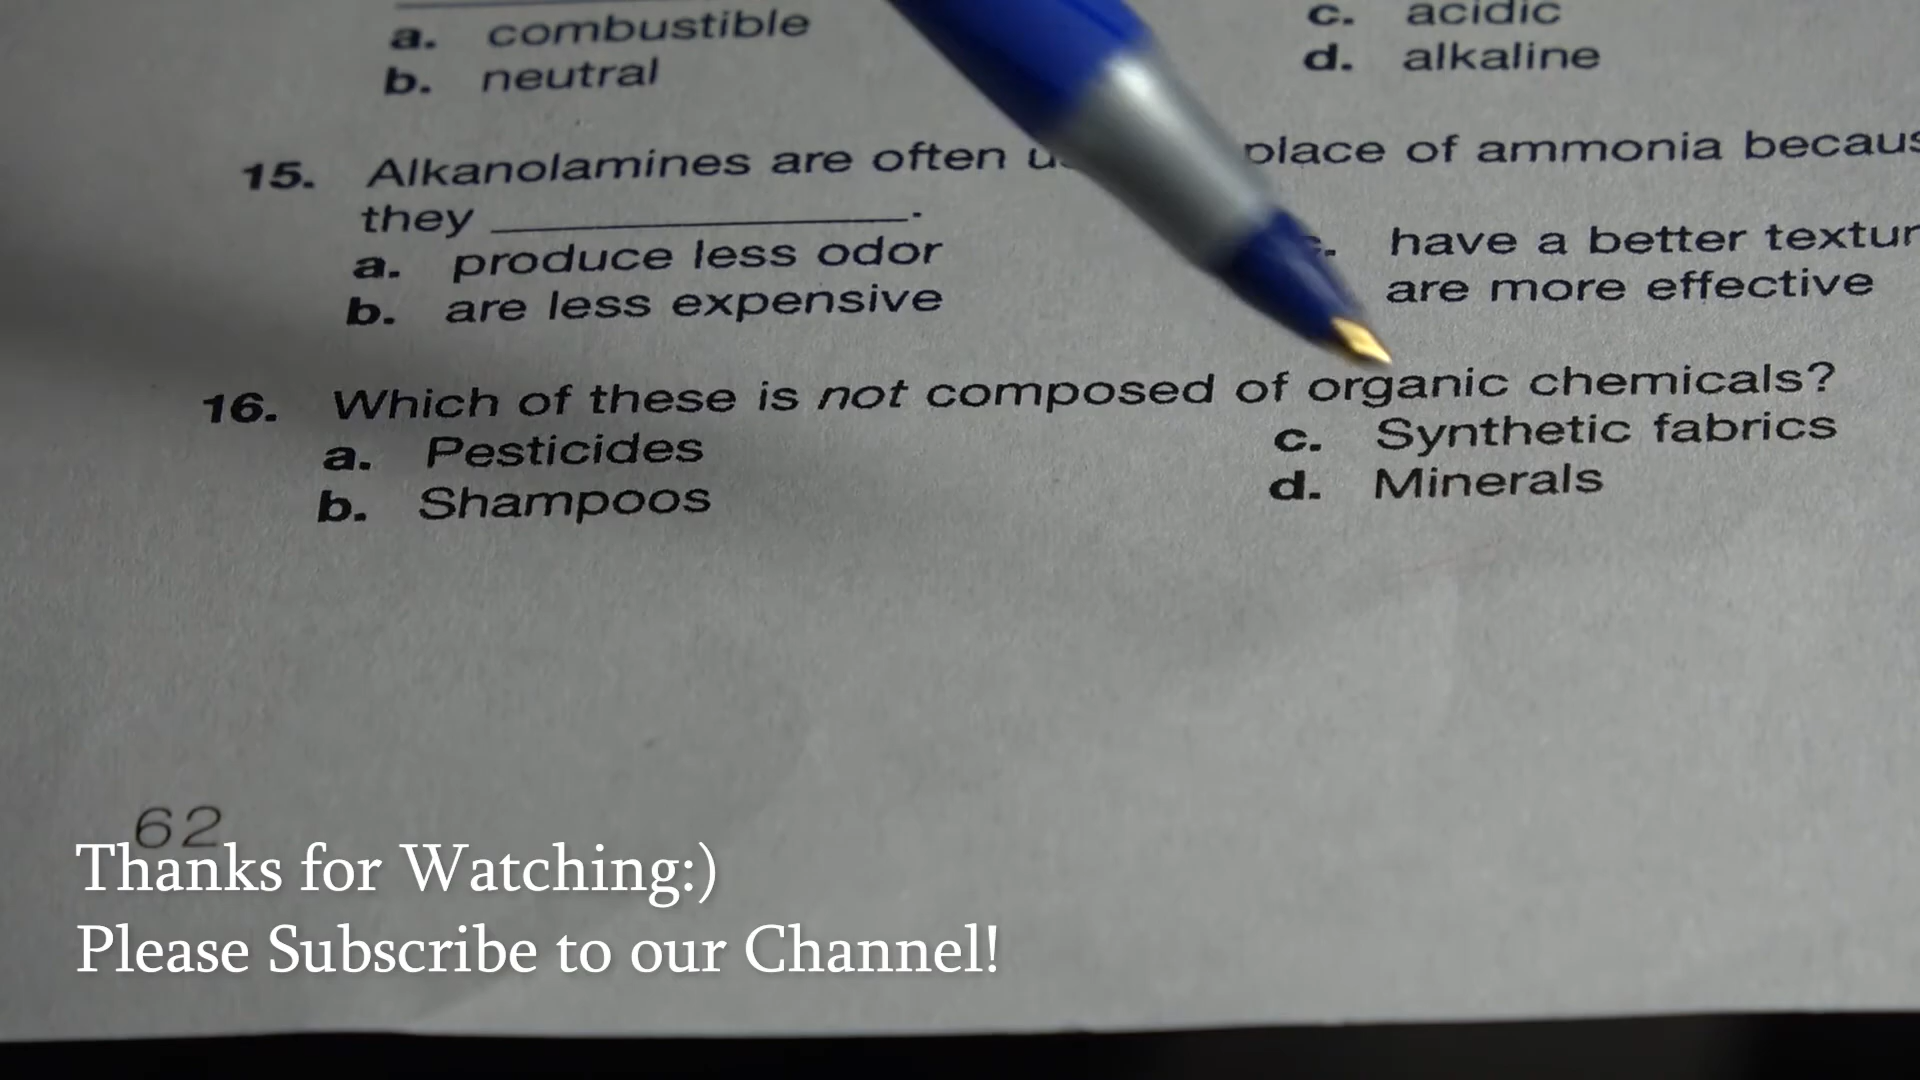 a. combustible
b. neutral
c. acidic
d. alkaline
15. Alkanolamines are often place of ammonia
they ____________.
a. produce less odor
b. are less expensive
c. have a better
are more effective
16. Which of these is not composed of organic chemicals?
a. Pesticides
b. Shampoos
c. Synthetic fabrics
d. Minerals
62
Thanks for Watching:)
Please Subscribe to our Channel!